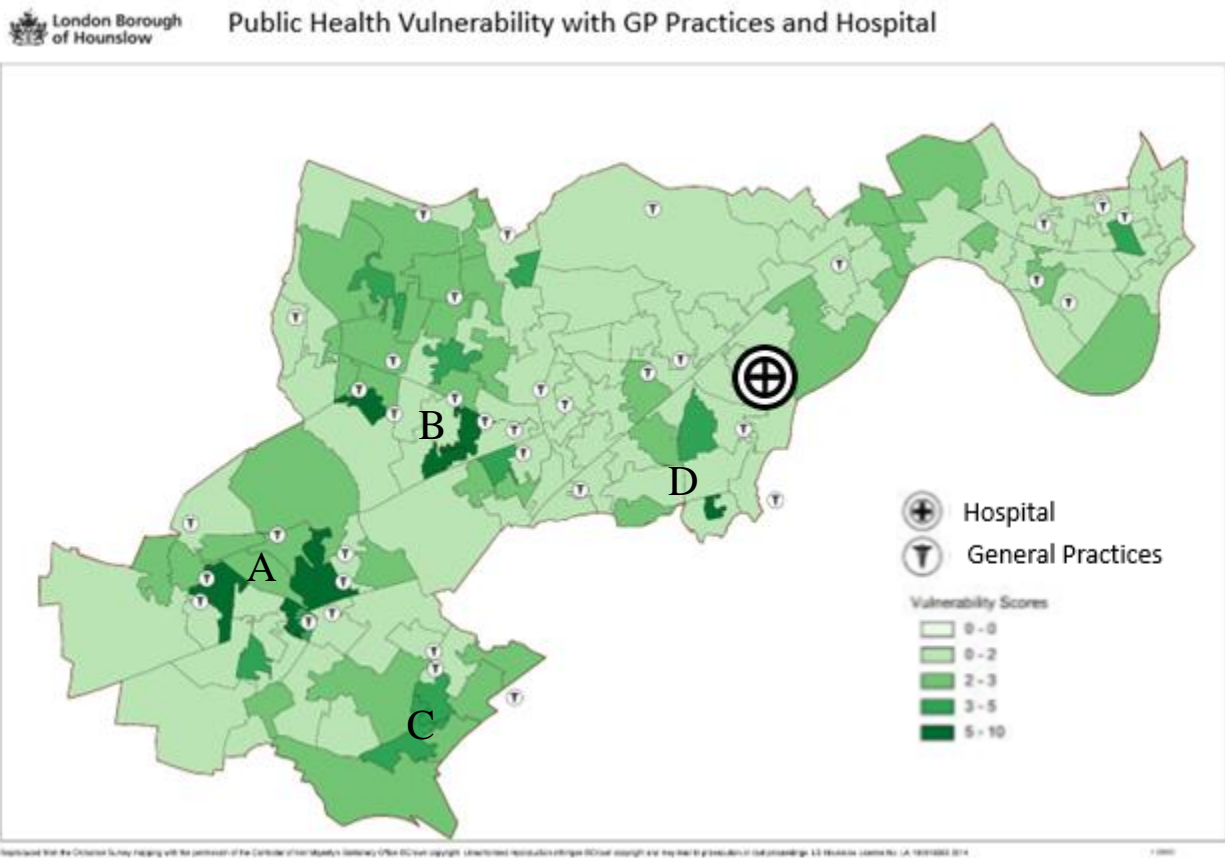 London Borough
of Hounslow
Public Health Vulnerability with GP Practices and Hospital
B
D
A
C
Hospital
General Practices
Vulnerability Scores
0 - 0
0 - 2
2 - 3
3 - 5
5 - 10